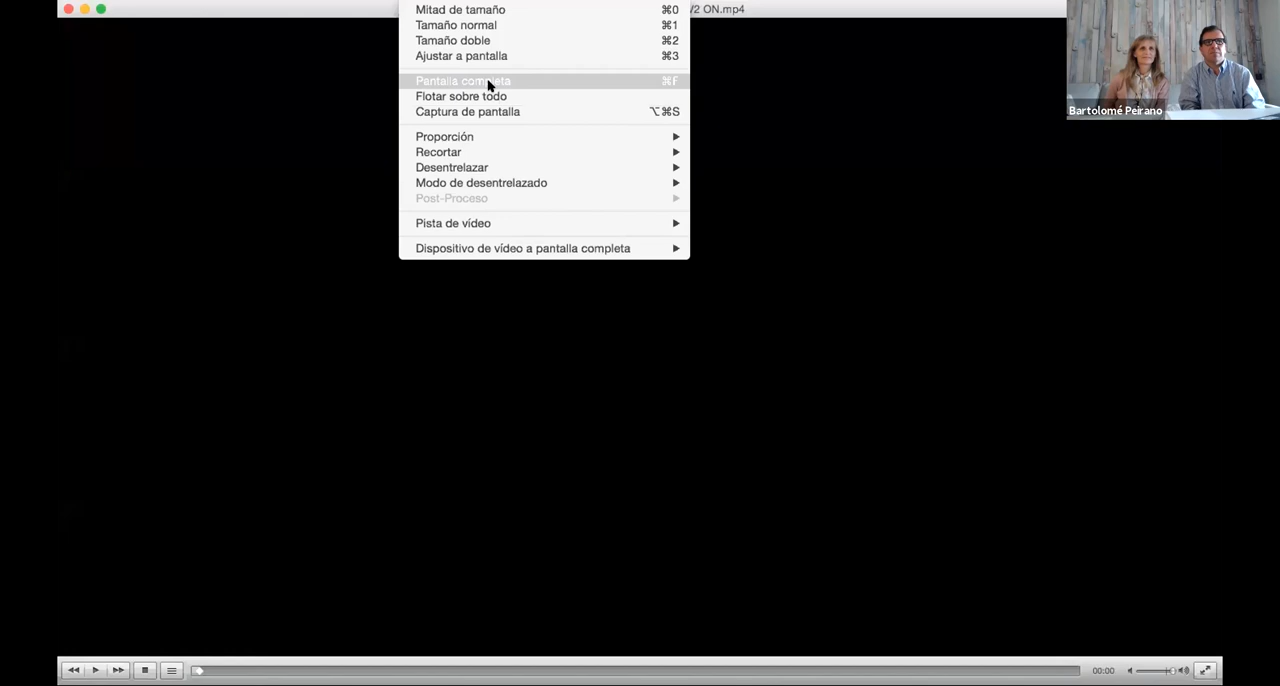 Mitad de tamaño ⌘0
/2 ON.mp4
Tamaño normal ⌘1
Tamaño doble ⌘2
Ajustar a pantalla ⌘3
Pantalla completa ⌘F
Flotar sobre todo
Captura de pantalla ⌥⌘S
Proporción
Recortar
Desentrelazar
Modo de desentrelazado
Post-Proceso
Pista de vídeo
Dispositivo de vídeo a pantalla completa
Bartolomé Peirano
00:00